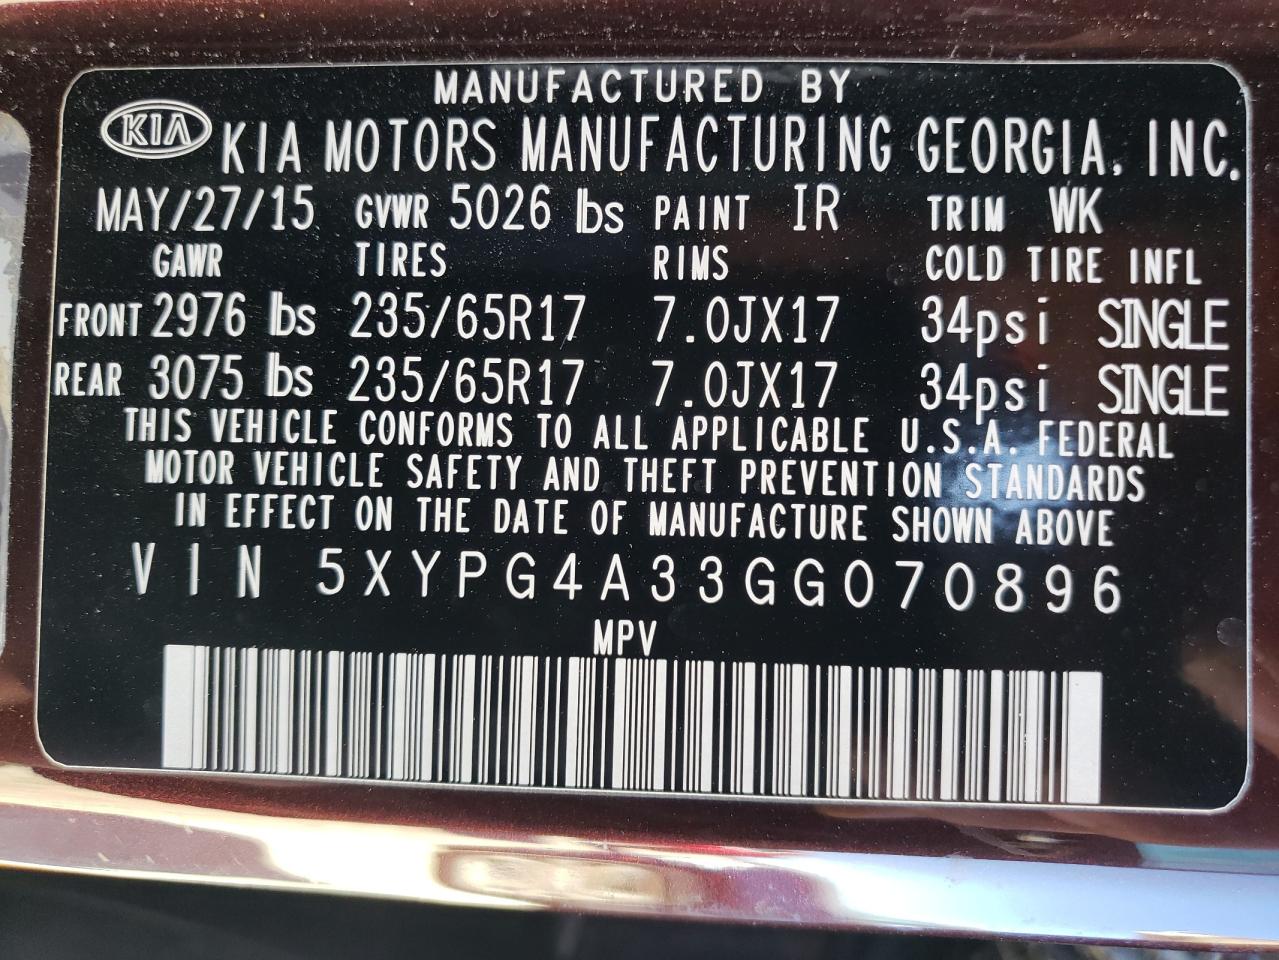 MANUFACTURED BY
KIA KIA MOTORS MANUFACTURING GEORGIA, INC.
MAY/27/15 GVWR 5026 lbs PAINT IR TRIM WK
GAWR TIRES RIMS COLD TIRE INFL
FRONT 2976 lbs 235/65R17 7.0JX17 34psi SINGLE
REAR 3075 lbs 235/65R17 7.0JX17 34psi SINGLE
THIS VEHICLE CONFORMS TO ALL APPLICABLE U.S.A. FEDERAL
MOTOR VEHICLE SAFETY AND THEFT PREVENTION STANDARDS
IN EFFECT ON THE DATE OF MANUFACTURE SHOWN ABOVE
VIN 5XYPG4A33GG070896
MPV